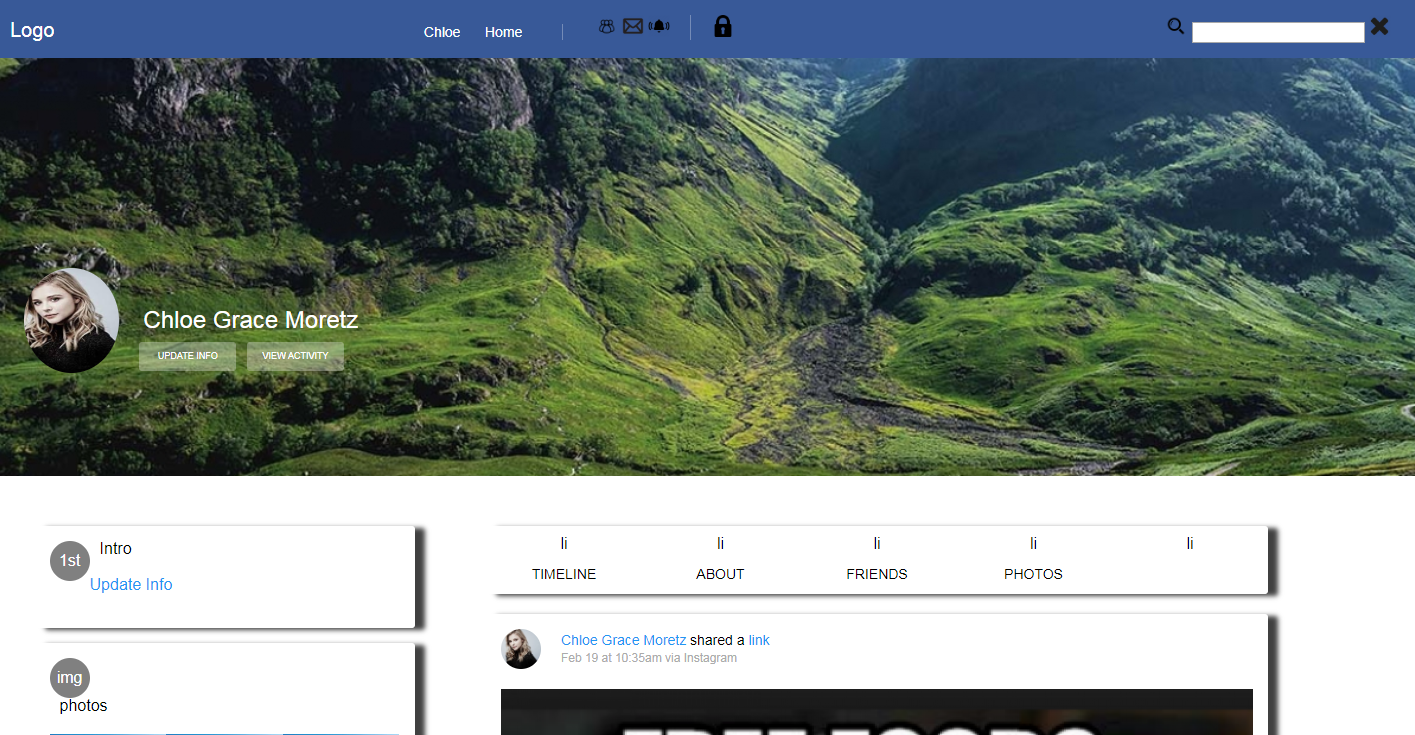 Logo
Chloe Home
Chloe Grace Moretz
UPDATE INFO VIEW ACTIVITY
1st Intro
Update Info
img
photos
li li li li li
TIMELINE ABOUT FRIENDS PHOTOS
Chloe Grace Moretz shared a link
Feb 19 at 10:35am via Instagram